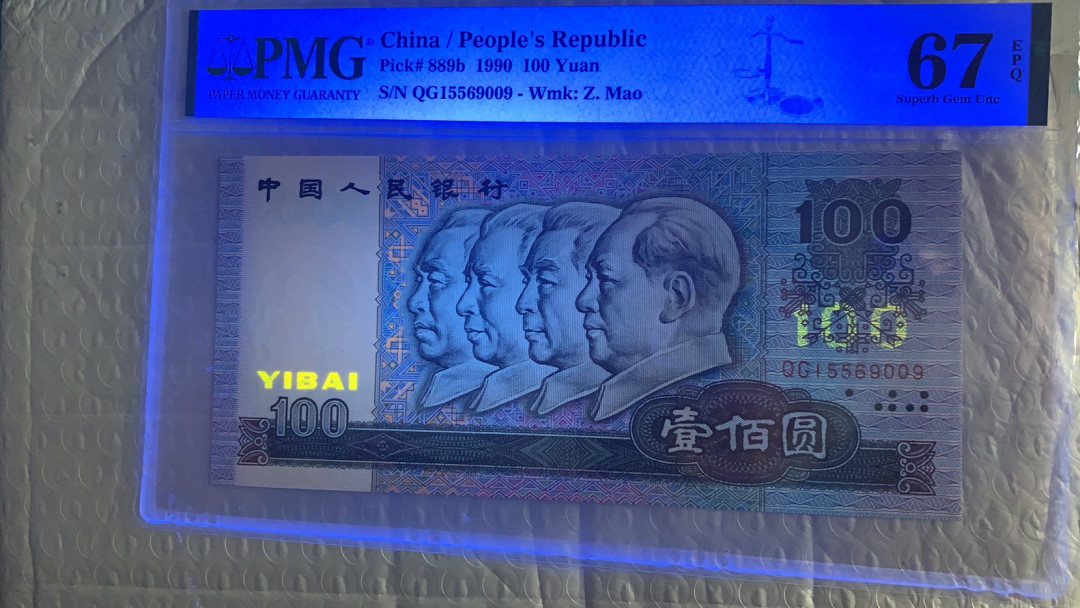 PMG® China / People's Republic
Pick# 889b 1990 100 Yuan
PAPER MONEY GUARANTY S/N QG15569009 - Wmk: Z. Mao
67
EPQ
Superb Gem Unc
中国人民银行
100
100
QG15569009
YIBAI
100
壹佰圆